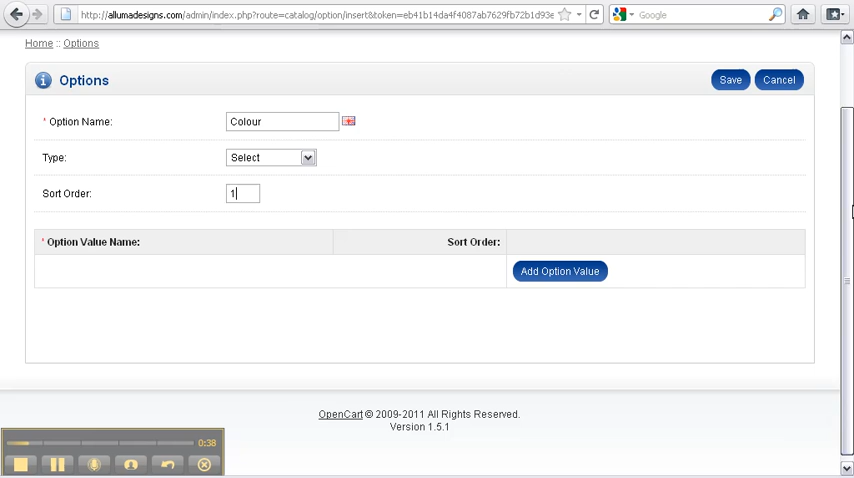 http://allumadesigns.com/admin/index.php?route=catalog/option/insert&token=eb41b14da4f4087ab7629fb72b1d93e
Google
Home :: Options
Options
Save
Cancel
* Option Name:
Colour
Type:
Select
Sort Order:
1
* Option Value Name:
Sort Order:
Add Option Value
OpenCart © 2009-2011 All Rights Reserved.
Version 1.5.1
0:38